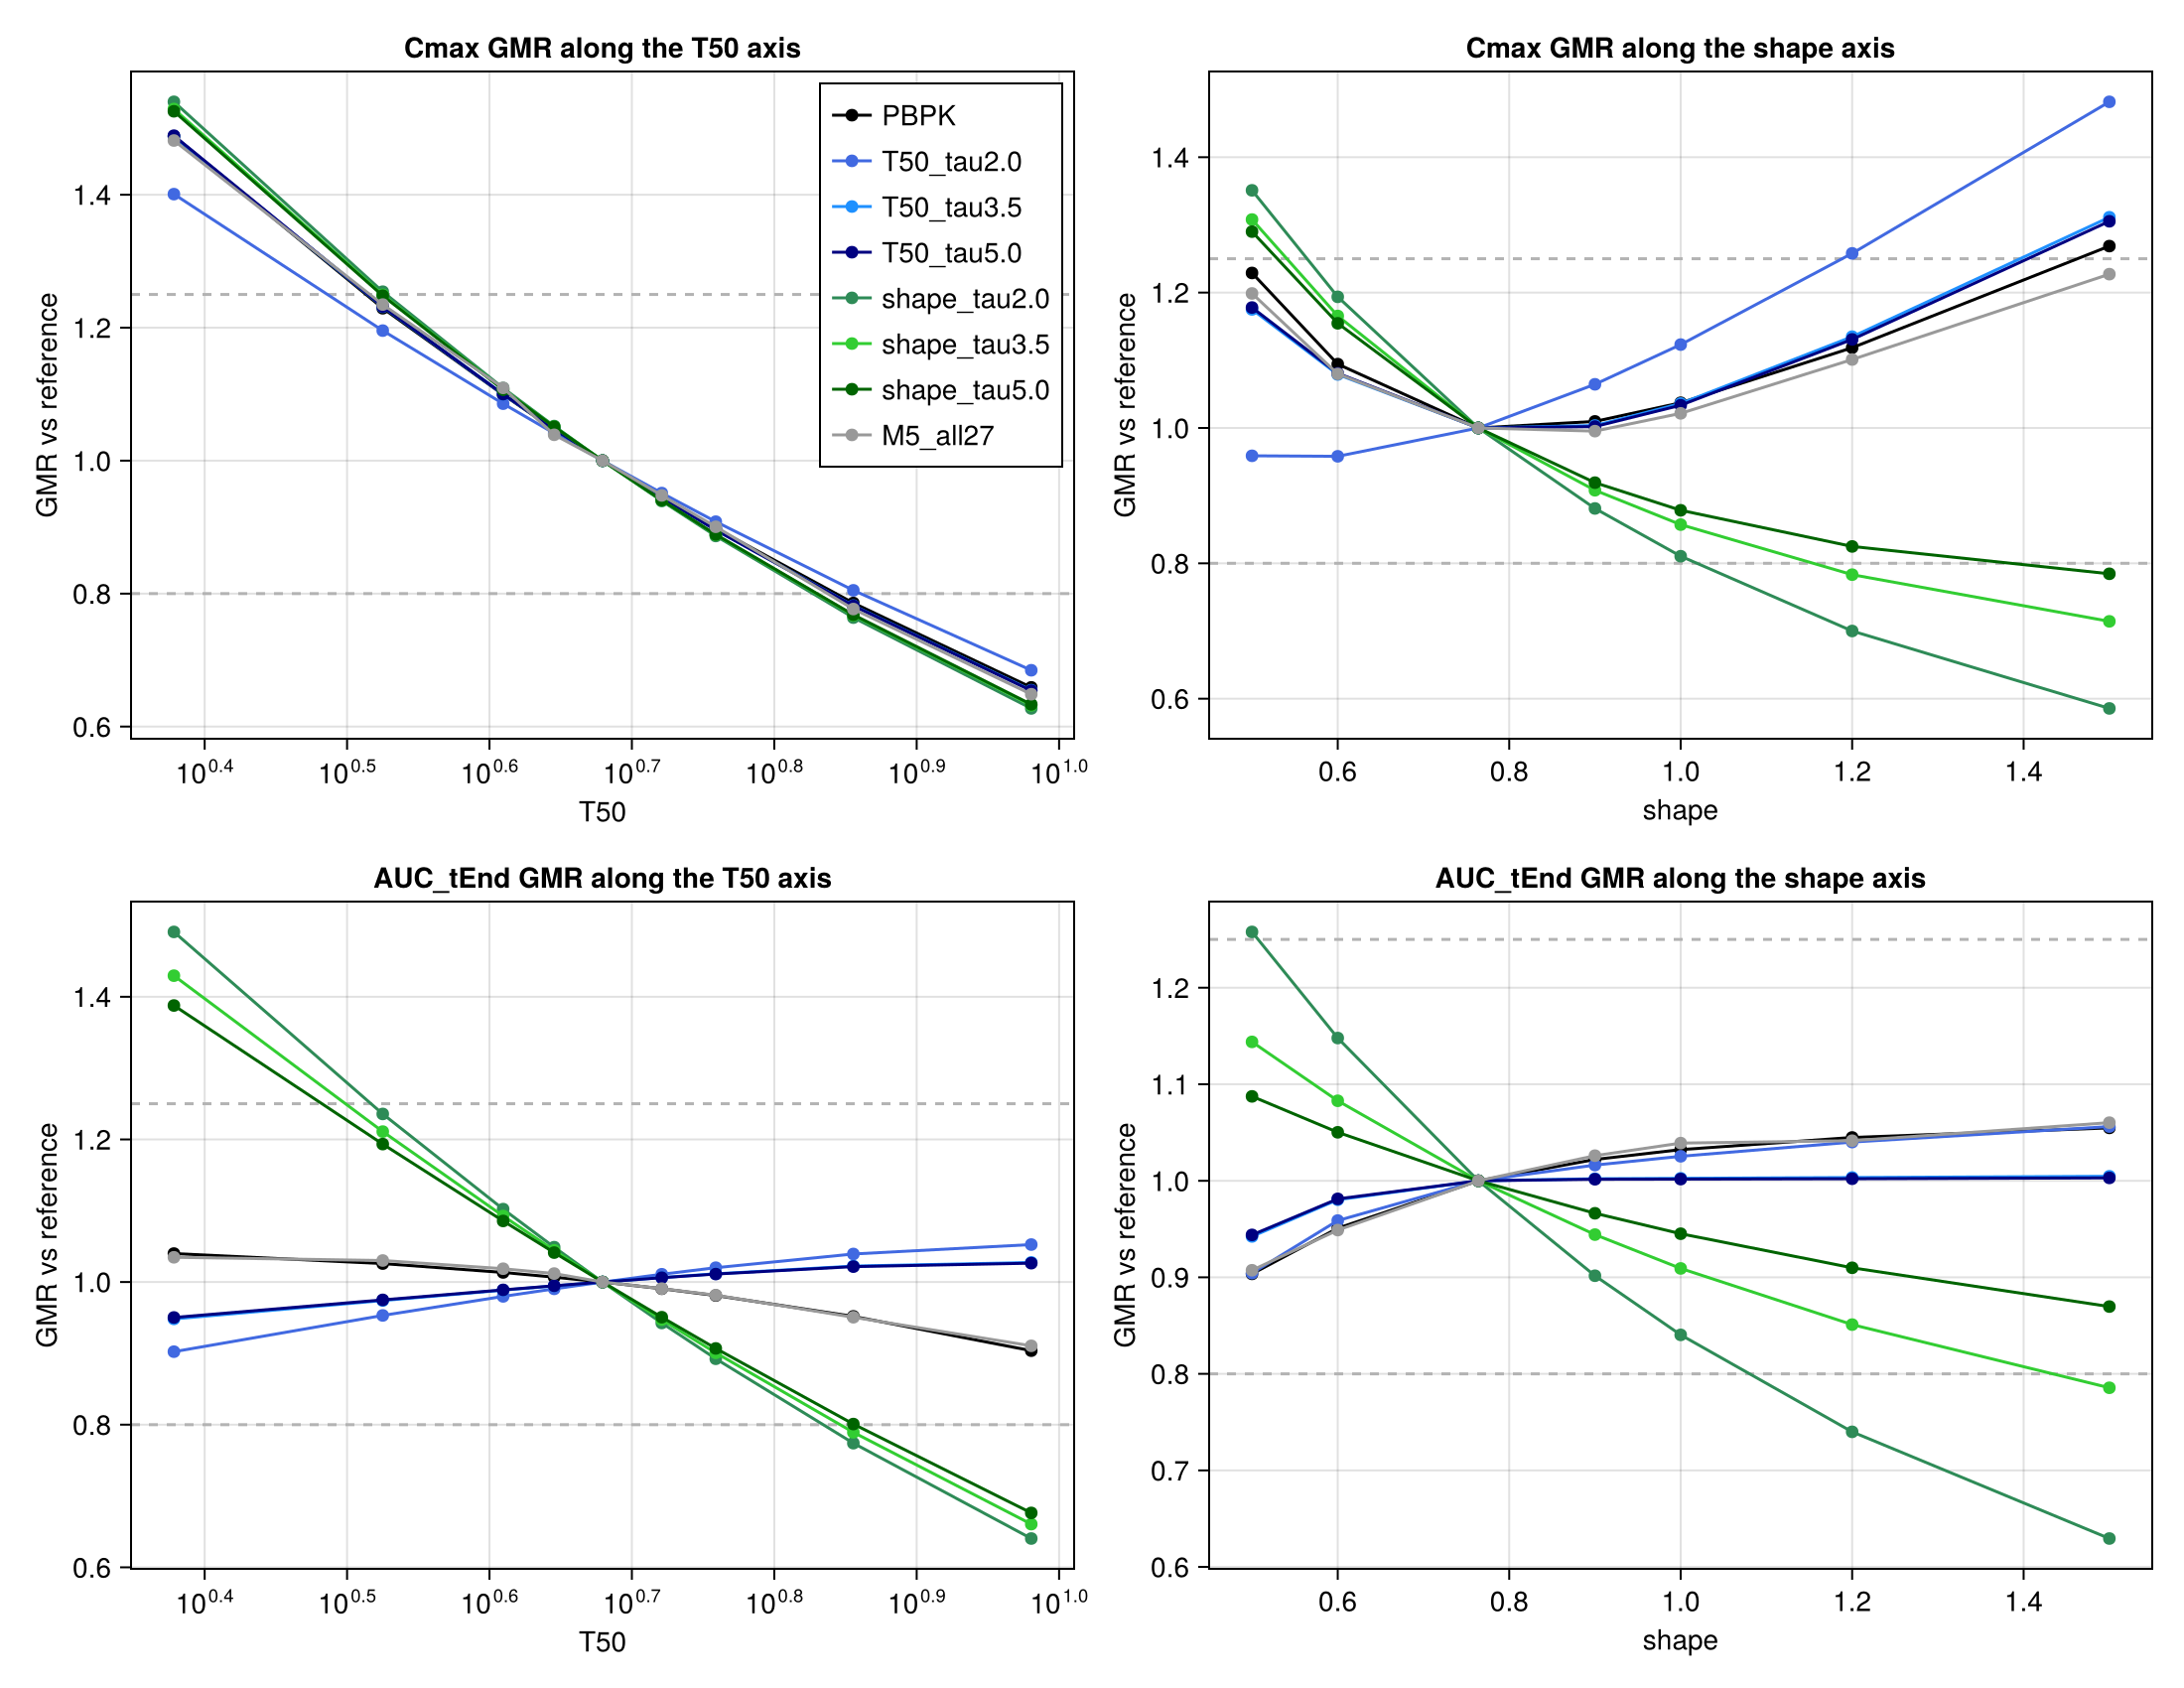 Cmax GMR along the T50 axis
GMR vs reference
1.4
1.2
1.0
0.8
0.6
10^0.4 10^0.5 10^0.6 10^0.7 10^0.8 10^0.9 10^1.0
T50
PBPK
T50_tau2.0
T50_tau3.5
T50_tau5.0
shape_tau2.0
shape_tau3.5
shape_tau5.0
M5_all27
Cmax GMR along the shape axis
GMR vs reference
1.4
1.2
1.0
0.8
0.6
0.6 0.8 1.0 1.2 1.4
shape
AUC_tEnd GMR along the T50 axis
GMR vs reference
1.4
1.2
1.0
0.8
0.6
10^0.4 10^0.5 10^0.6 10^0.7 10^0.8 10^0.9 10^1.0
T50
AUC_tEnd GMR along the shape axis
GMR vs reference
1.2
1.1
1.0
0.9
0.8
0.7
0.6
0.6 0.8 1.0 1.2 1.4
shape